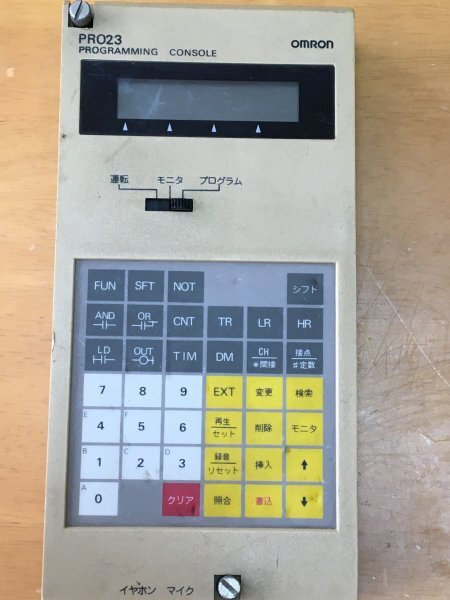 PRO23
PROGRAMMING CONSOLE
OMRON
運転 モニタ プログラム
FUN SFT NOT シフト
AND OR CNT TR LR HR
LD OUT TIM DM CH *間接 接点 #定数
7 8 9 EXT 変更 検索
E 4 F 5 6 再生 セット 削除 モニタ
B 1 C 2 D 3 録音 リセット 挿入 ↑
A 0 クリア 照合 書込 ↓
イヤホン マイク